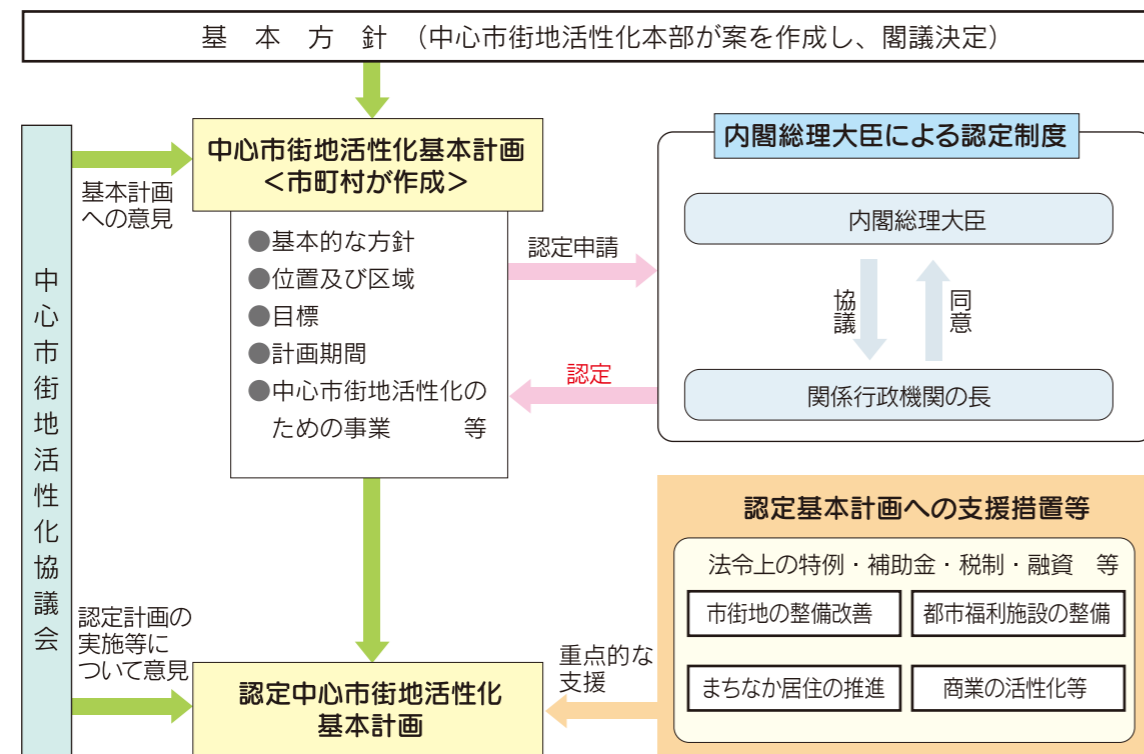 基 本 方 針 （中心市街地活性化本部が案を作成し、閣議決定）
中心市街地活性化協議会
基本計画
への意見
中心市街地活性化基本計画
＜市町村が作成＞
●基本的な方針
●位置及び区域
●目標
●計画期間
●中心市街地活性化の
ための事業 等
認定申請
認定
内閣総理大臣による認定制度
内閣総理大臣
協議
同意
関係行政機関の長
認定計画の
実施等に
ついて意見
認定中心市街地活性化
基本計画
重点的な
支援
認定基本計画への支援措置等
法令上の特例・補助金・税制・融資 等
市街地の整備改善
都市福利施設の整備
まちなか居住の推進
商業の活性化等